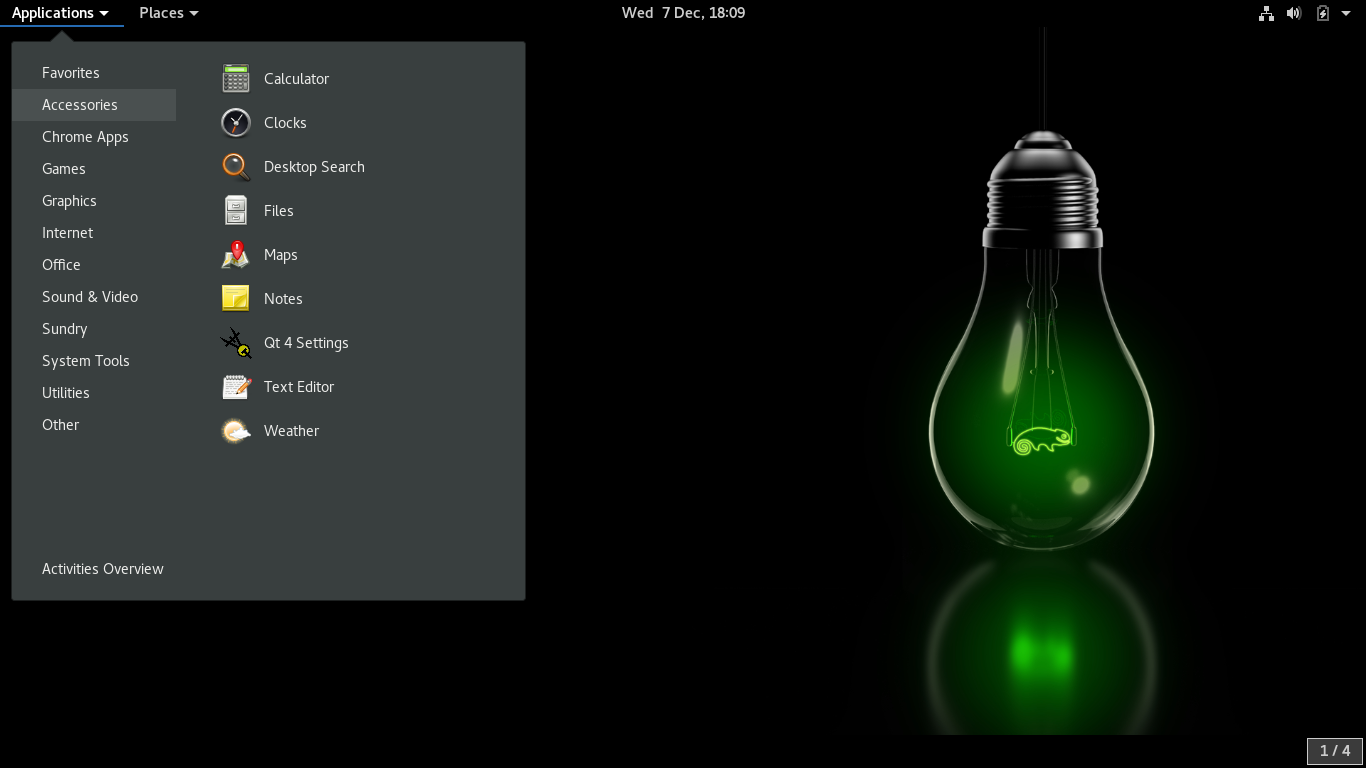 Applications Places Wed 7 Dec, 18:09
Favorites
Accessories
Chrome Apps
Games
Graphics
Internet
Office
Sound & Video
Sundry
System Tools
Utilities
Other
Activities Overview
Calculator
Clocks
Desktop Search
Files
Maps
Notes
Qt 4 Settings
Text Editor
Weather
1 / 4